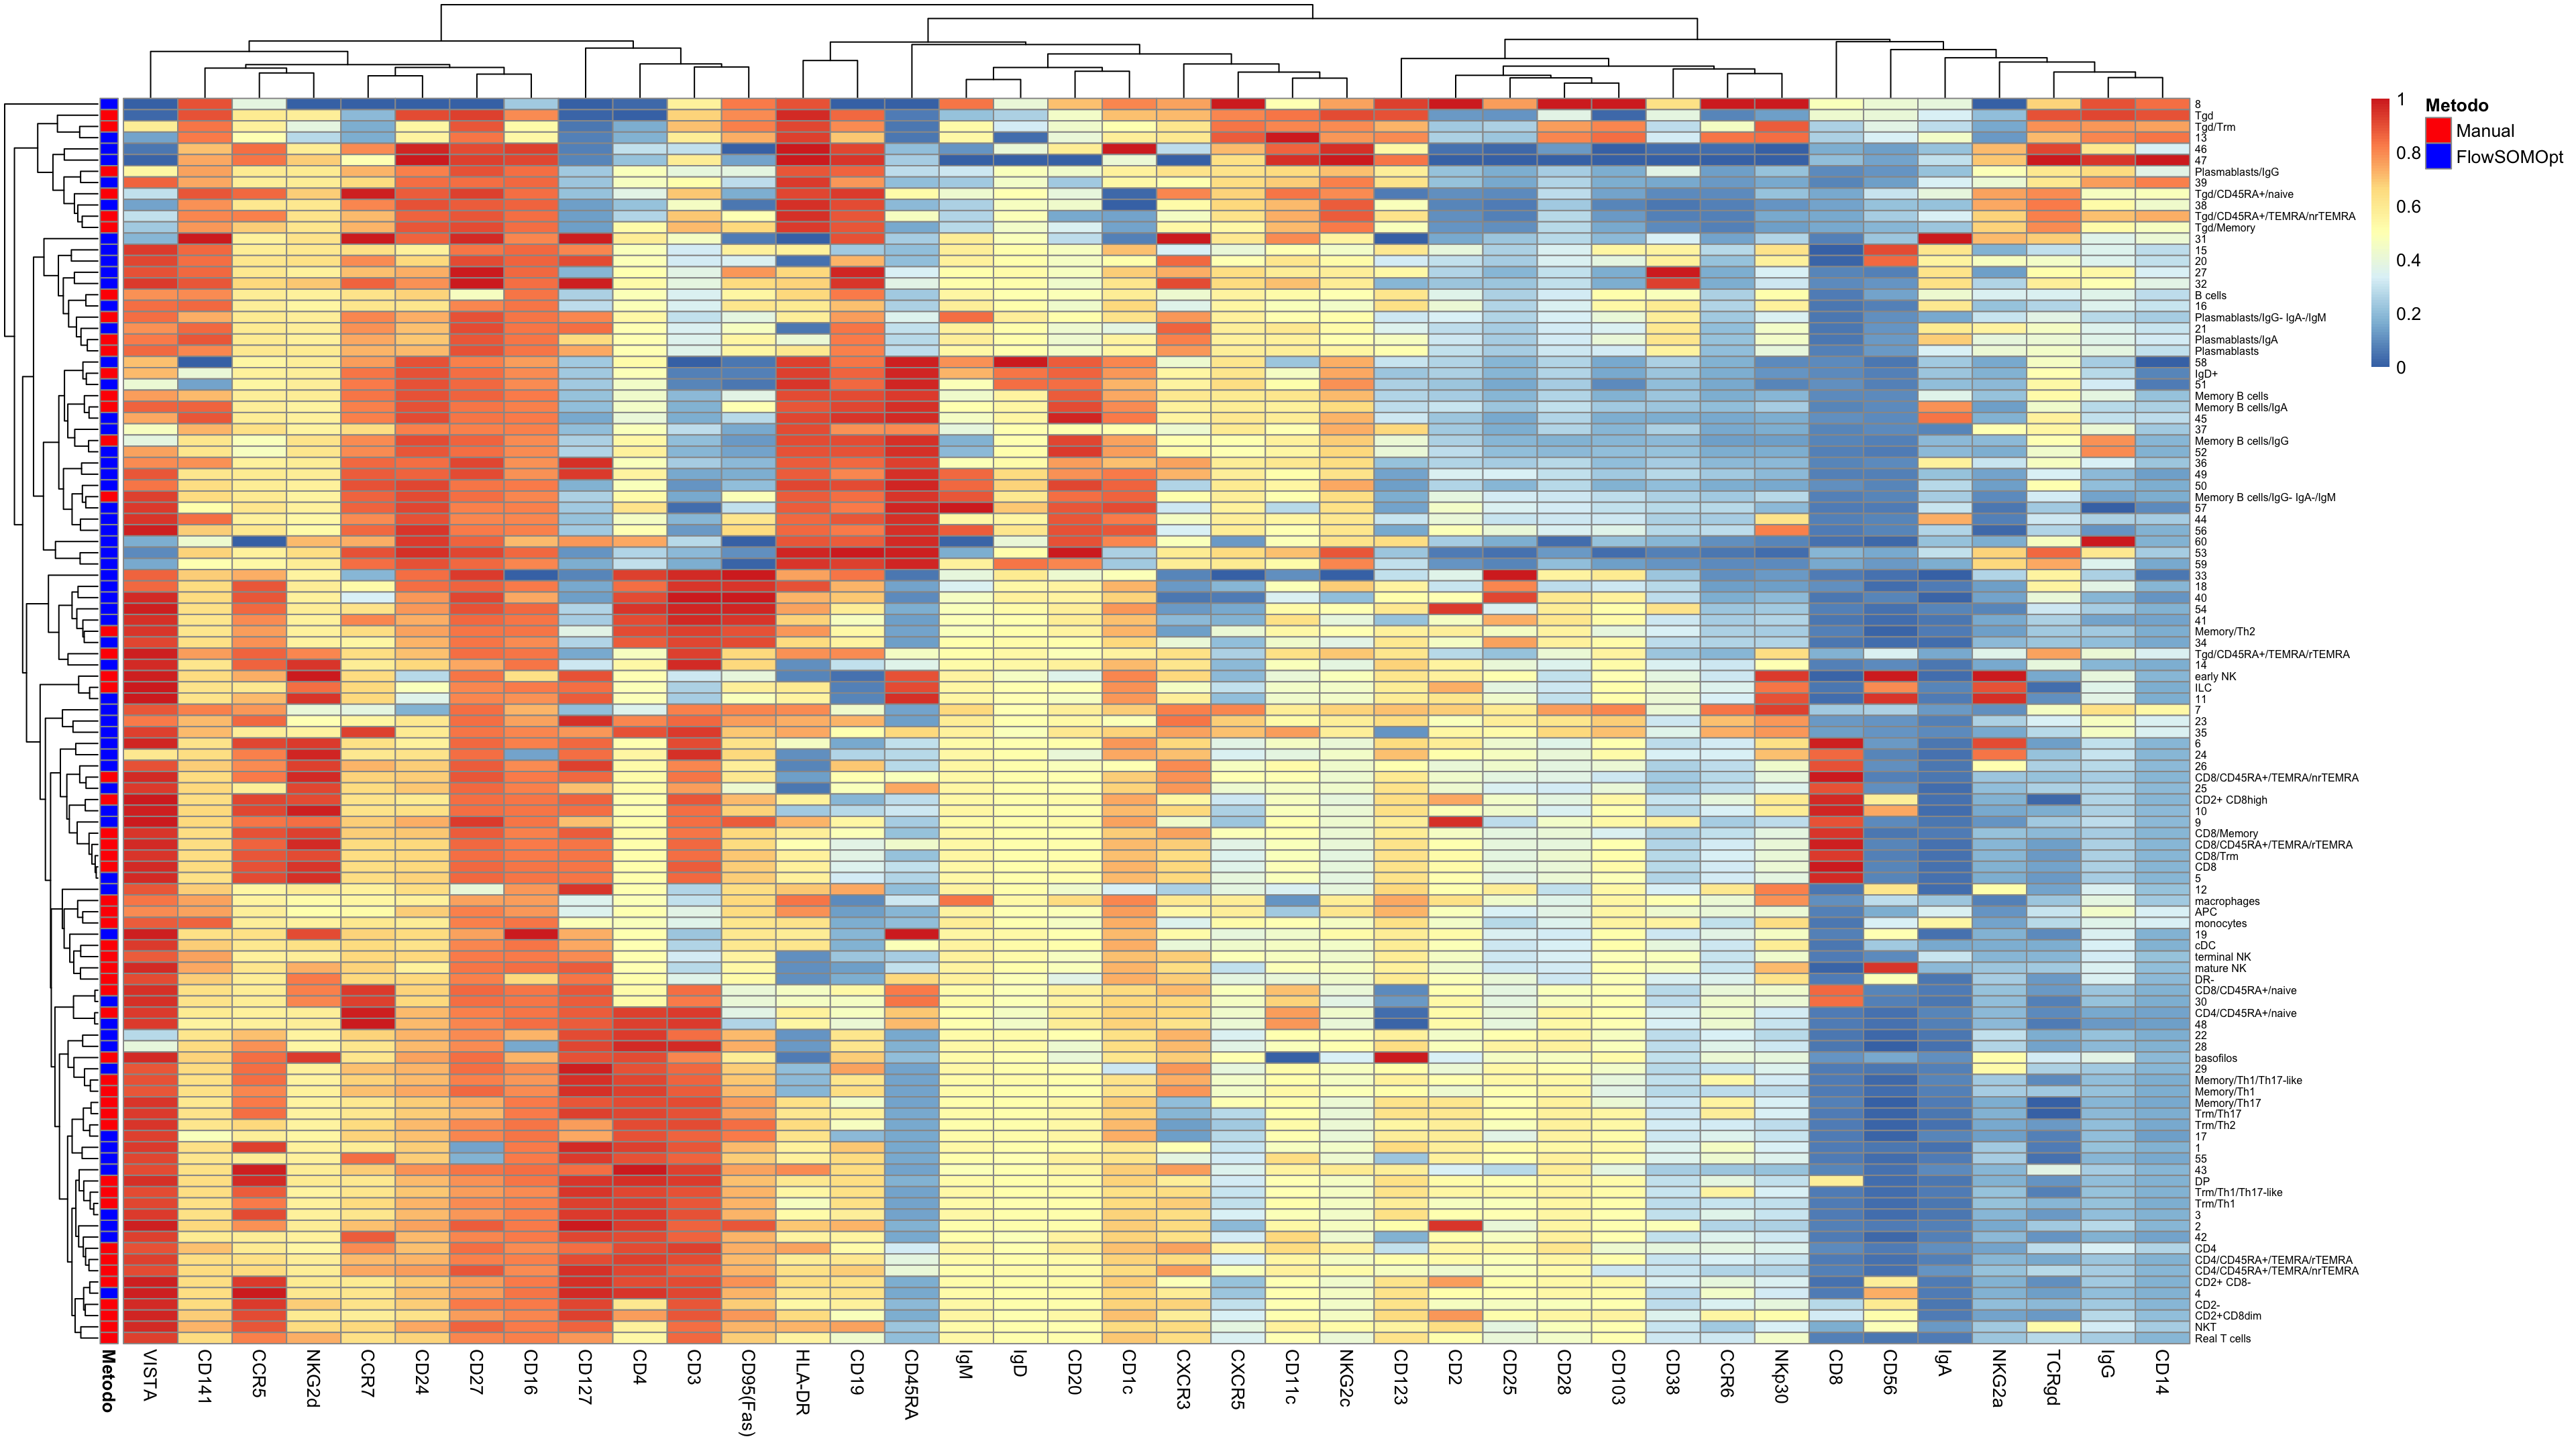 1
0.8
0.6
0.4
0.2
0
Metodo
Manual
FlowSOMOpt
8
Tgd
Tgd/Trm
13
46
47
Plasmablasts/IgG
39
Tgd/CD45RA+/naive
38
Tgd/CD45RA+/TEMRA/nrTEMRA
Tgd/Memory
31
15
20
27
32
B cells
16
Plasmablasts/IgG- IgA-/IgM
21
Plasmablasts/IgA
Plasmablasts
58
IgD+
51
Memory B cells
Memory B cells/IgA
45
37
Memory B cells/IgG
52
36
49
50
Memory B cells/IgG- IgA-/IgM
57
44
56
60
53
59
33
18
40
54
41
Memory/Th2
34
Tgd/CD45RA+/TEMRA/rTEMRA
14
early NK
ILC
11
7
23
35
6
24
26
CD8/CD45RA+/TEMRA/nrTEMRA
25
CD2+ CD8high
10
9
CD8/Memory
CD8/CD45RA+/TEMRA/rTEMRA
CD8/Trm
CD8
5
12
macrophages
APC
monocytes
19
cDC
terminal NK
mature NK
DR-
CD8/CD45RA+/naive
30
CD4/CD45RA+/naive
48
22
28
basofilos
29
Memory/Th1/Th17-like
Memory/Th1
Memory/Th17
Trm/Th17
Trm/Th2
17
1
55
43
DP
Trm/Th1/Th17-like
Trm/Th1
3
2
42
CD4
CD4/CD45RA+/TEMRA/rTEMRA
CD4/CD45RA+/TEMRA/nrTEMRA
CD2+ CD8-
4
CD2-
CD2+CD8dim
NKT
Real T cells
Metodo
VISTA
CD141
CCR5
NKG2d
CCR7
CD24
CD27
CD16
CD127
CD4
CD3
CD95(Fas)
HLA-DR
CD19
CD45RA
IgM
IgD
CD20
CD1c
CXCR3
CXCR5
CD11c
NKG2c
CD123
CD2
CD25
CD28
CD103
CD38
CCR6
NKp30
CD8
CD56
IgA
NKG2a
TCRgd
IgG
CD14